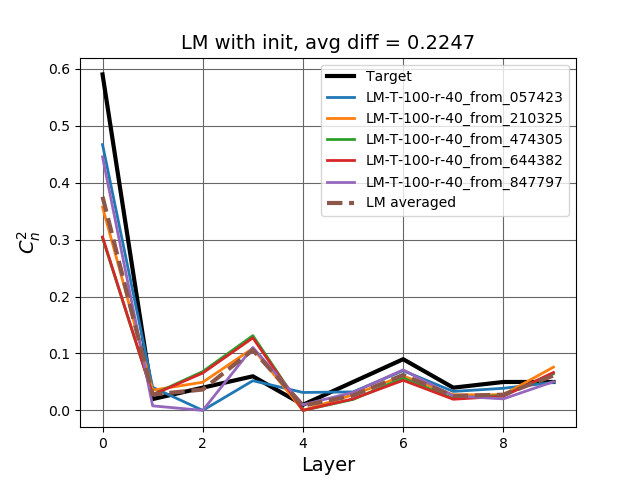 LM with init, avg diff = 0.2247
0.6
0.5
0.4
0.3
0.2
0.1
0.0
C_n^2
Target
LM-T-100-r-40_from_057423
LM-T-100-r-40_from_210325
LM-T-100-r-40_from_474305
LM-T-100-r-40_from_644382
LM-T-100-r-40_from_847797
LM averaged
0 2 4 6 8
Layer